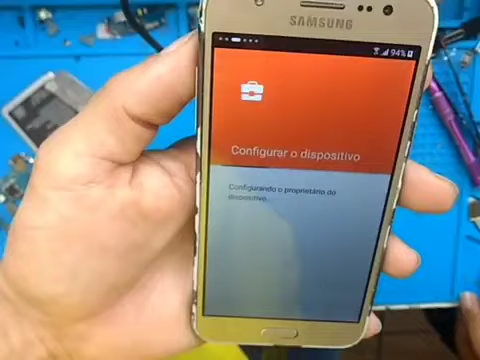 SAMSUNG
94%
Configurar o dispositivo
Configurando o proprietário do
dispositivo...